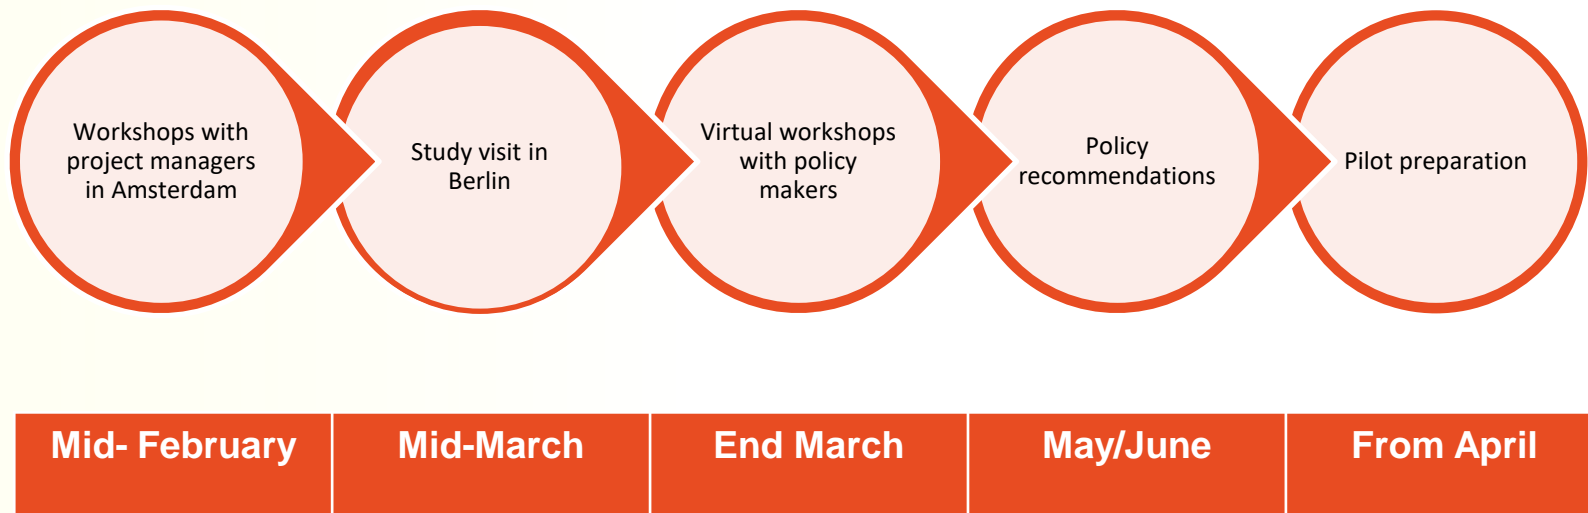 Workshops with
project managers
in Amsterdam
Study visit in
Berlin
Virtual workshops
with policy
makers
Policy
recommendations
Pilot preparation
Mid- February
Mid-March
End March
May/June
From April